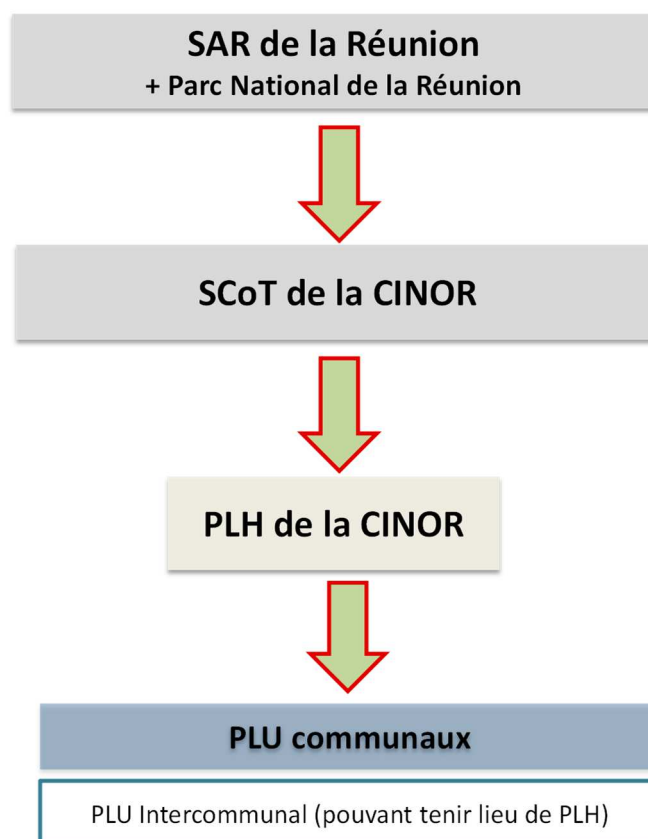 SAR de la Réunion
+ Parc National de la Réunion
SCoT de la CINOR
PLH de la CINOR
PLU communaux
PLU Intercommunal (pouvant tenir lieu de PLH)